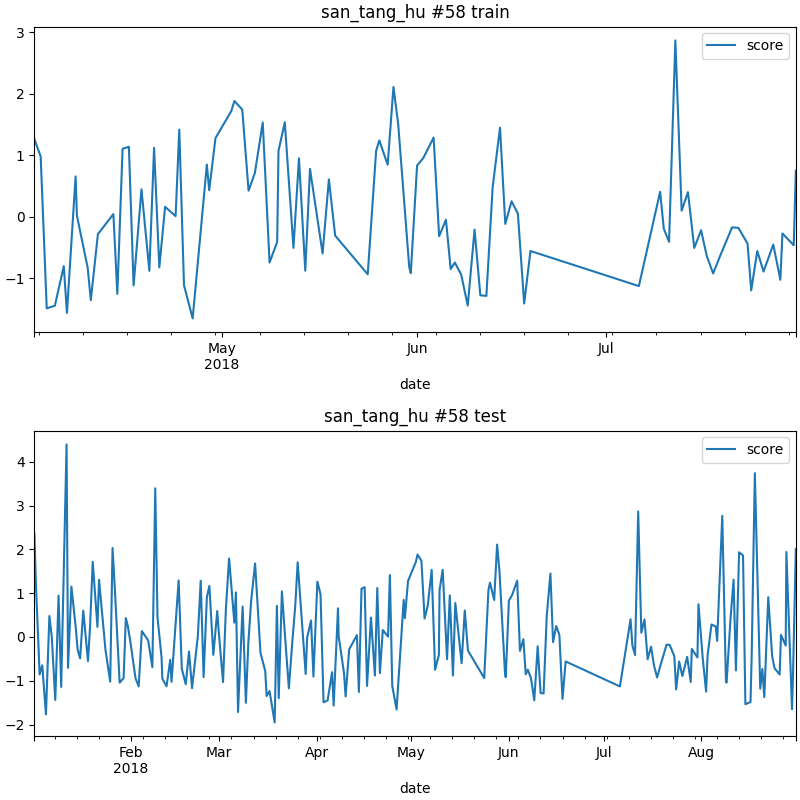 san_tang_hu #58 train
score
3
2
1
0
−1
May
2018
Jun
Jul
date
san_tang_hu #58 test
score
4
3
2
1
0
−1
−2
Feb
2018
Mar
Apr
May
Jun
Jul
Aug
date